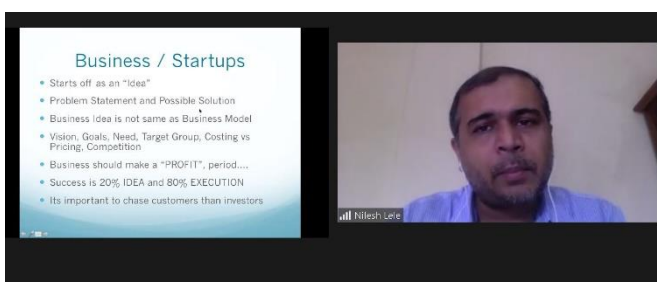 Business / Startups
• Starts off as an “Idea”
• Problem Statement and Possible Solution
• Business Idea is not same as Business Model
• Vision, Goals, Need, Target Group, Costing vs
Pricing, Competition
• Business should make a “PROFIT”, period....
• Success is 20% IDEA and 80% EXECUTION
• Its important to chase customers than investors
Nilesh Lele